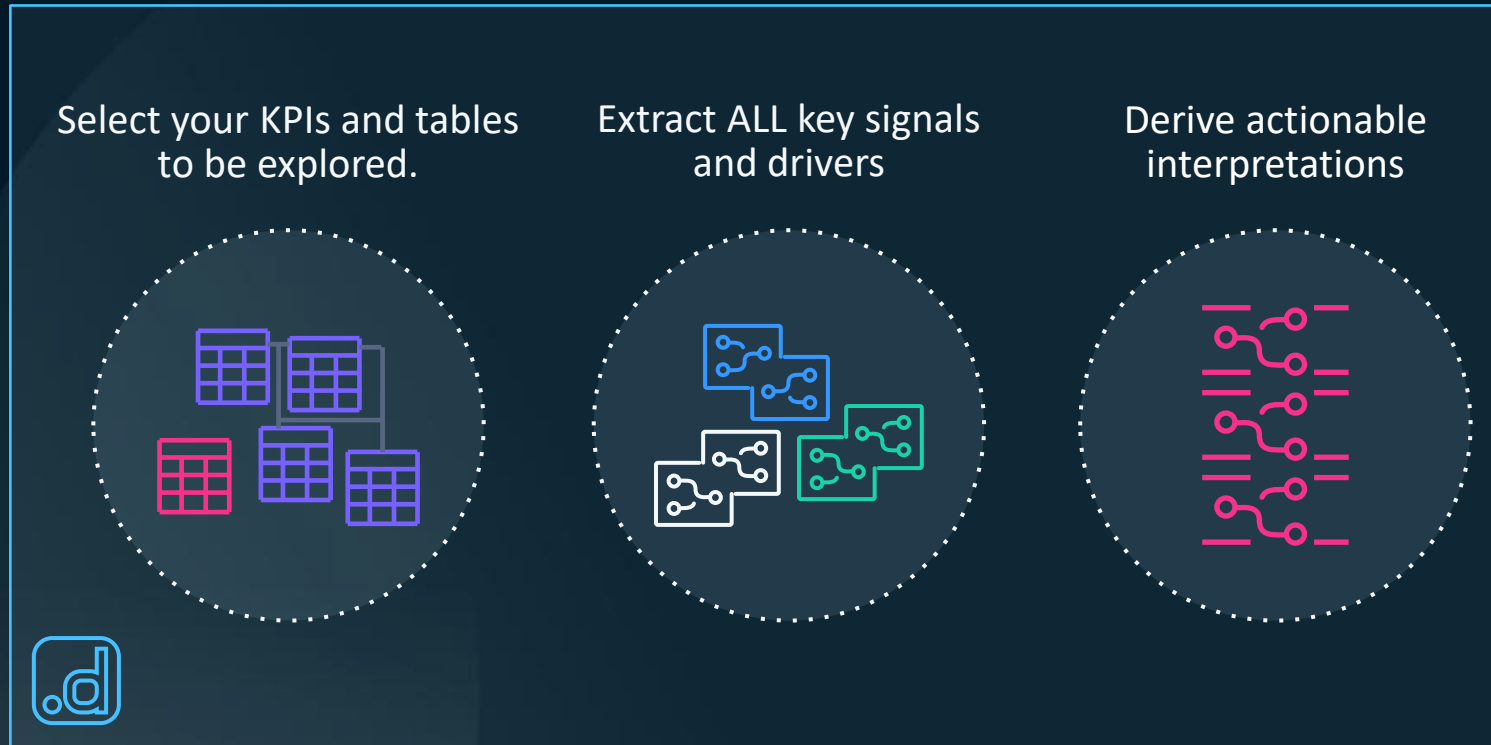 Select your KPIs and tables
to be explored.
Extract ALL key signals
and drivers
Derive actionable
interpretations
.d